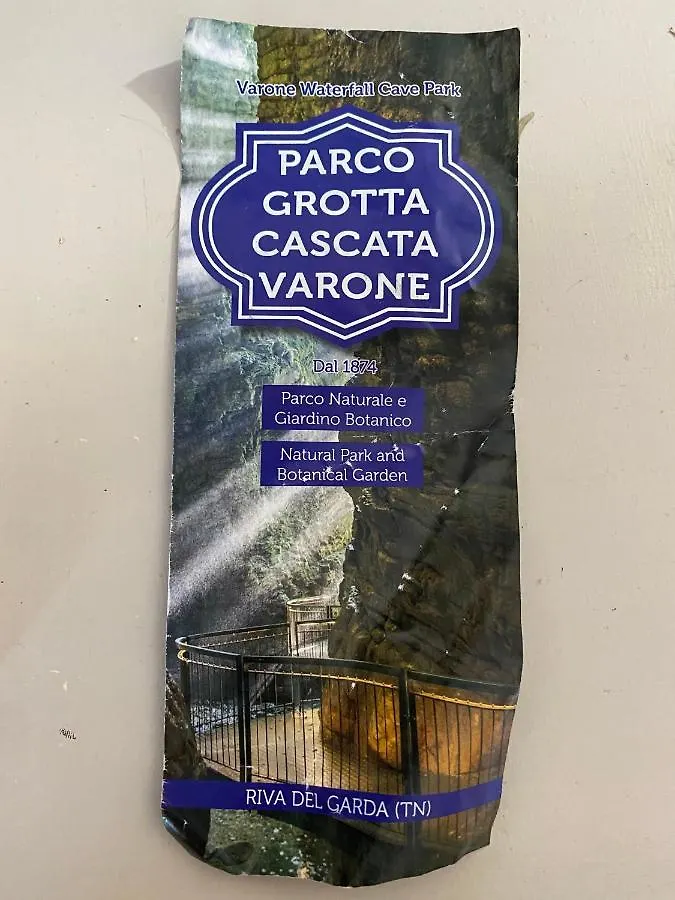 Varone Waterfall Cave Park
PARCO
GROTTA
CASCATA
VARONE
Dal 1874
Parco Naturale e
Giardino Botanico
Natural Park and
Botanical Garden
RIVA DEL GARDA (TN)